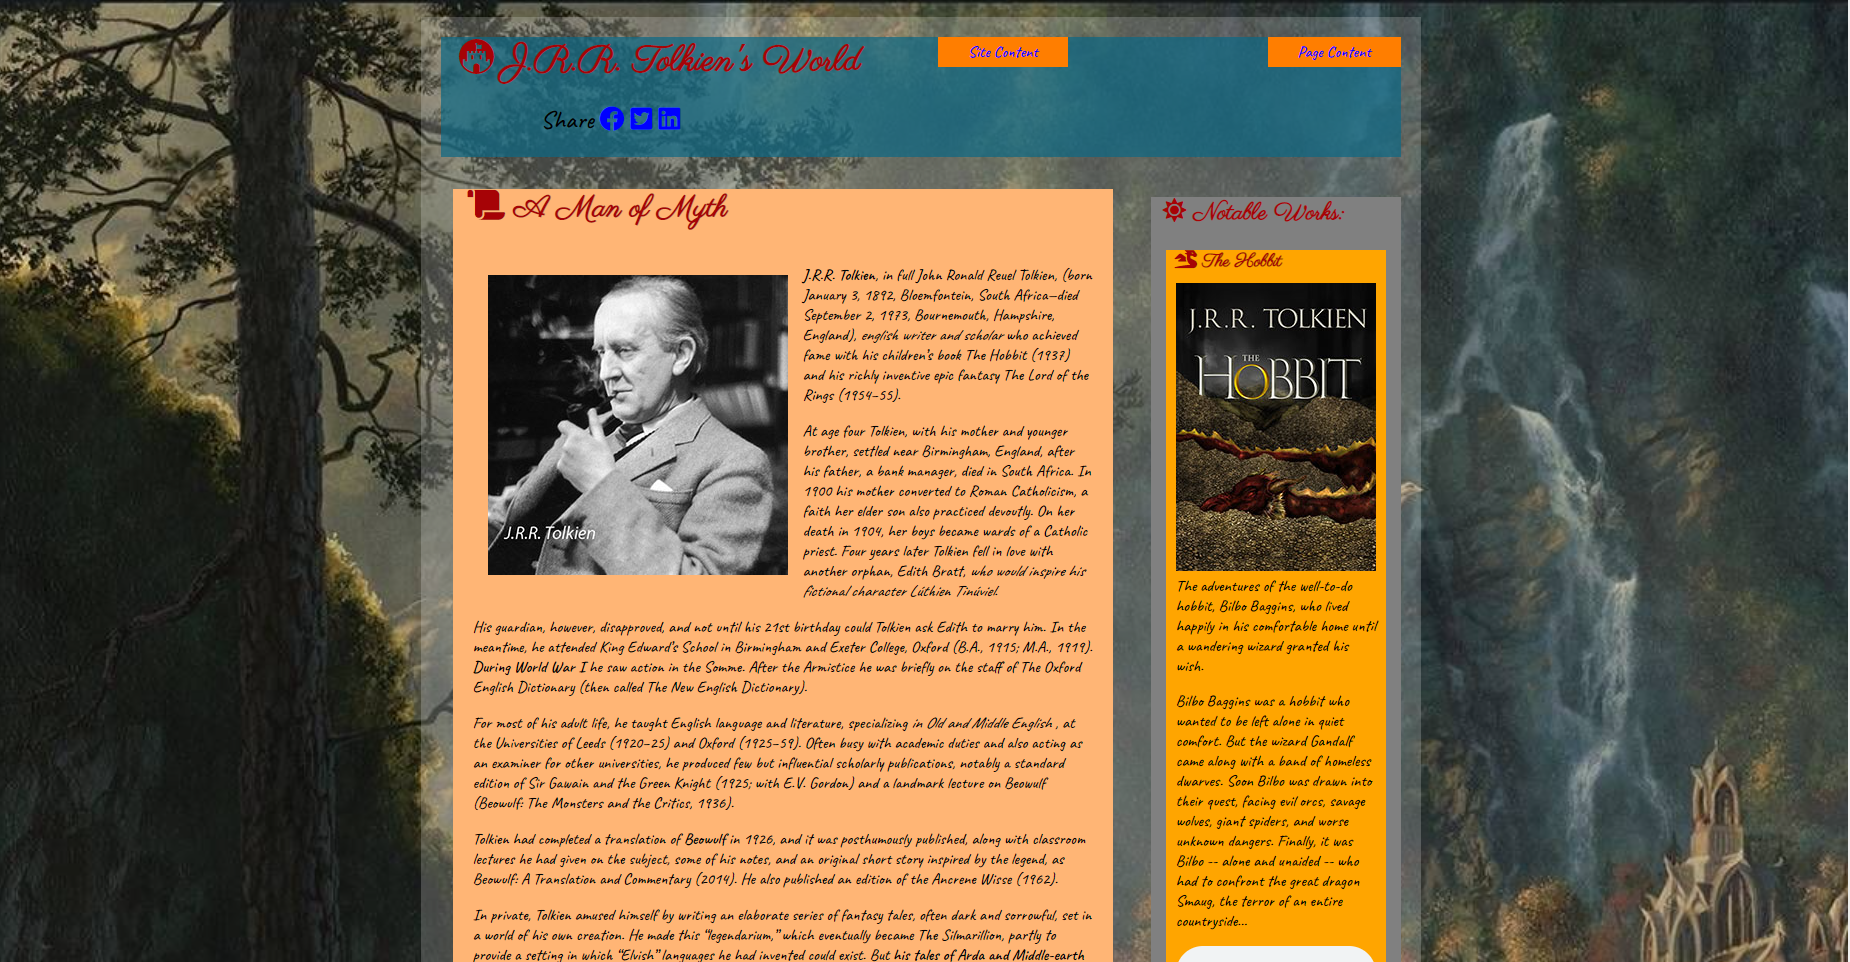 J.R.R. Tolkien's World
Site Content
Page Content
Share
A Man of Myth
J.R.R. Tolkien
J.R.R. Tolkien, in full John Ronald Reuel Tolkien, (born
January 3, 1892, Bloemfontein, South Africa—died
September 2, 1973, Bournemouth, Hampshire,
England), english writer and scholar who achieved
fame with his children's book The Hobbit (1937)
and his richly inventive epic fantasy The Lord of the
Rings (1954–55).
At age four Tolkien, with his mother and younger
brother, settled near Birmingham, England, after
his father, a bank manager, died in South Africa. In
1900 his mother converted to Roman Catholicism, a
faith her elder son also practiced devoutly. On her
death in 1904, her boys became wards of a Catholic
priest. Four years later Tolkien fell in love with
another orphan, Edith Bratt, who would inspire his
fictional character Lúthien Tinúviel.
His guardian, however, disapproved, and not until his 21st birthday could Tolkien ask Edith to marry him. In the
meantime, he attended King Edward's School in Birmingham and Exeter College, Oxford (B.A., 1915; M.A., 1919).
During World War I he saw action in the Somme. After the Armistice he was briefly on the staff of The Oxford
English Dictionary (then called The New English Dictionary).
For most of his adult life, he taught English language and literature, specializing in Old and Middle English , at
the Universities of Leeds (1920–25) and Oxford (1925–59). Often busy with academic duties and also acting as
an examiner for other universities, he produced few but influential scholarly publications, notably a standard
edition of Sir Gawain and the Green Knight (1925; with E.V. Gordon) and a landmark lecture on Beowulf
(Beowulf: The Monsters and the Critics, 1936).
Tolkien had completed a translation of Beowulf in 1926, and it was posthumously published, along with classroom
lectures he had given on the subject, some of his notes, and an original short story inspired by the legend, as
Beowulf: A Translation and Commentary (2014). He also published an edition of the Ancrene Wisse (1962).
In private, Tolkien amused himself by writing an elaborate series of fantasy tales, often dark and sorrowful, set in
a world of his own creation. He made this “legendarium,” which eventually became The Silmarillion, partly to
provide a setting in which “Elvish” languages he had invented could exist. But his tales of Arda and Middle-earth
Notable Works:
The Hobbit
J.R.R. TOLKIEN
THE
HOBBIT
The adventures of the well-to-do
hobbit, Bilbo Baggins, who lived
happily in his comfortable home until
a wandering wizard granted his
wish.
Bilbo Baggins was a hobbit who
wanted to be left alone in quiet
comfort. But the wizard Gandalf
came along with a band of homeless
dwarves. Soon Bilbo was drawn into
their quest, facing evil orcs, savage
wolves, giant spiders, and worse
unknown dangers. Finally, it was
Bilbo -- alone and unaided -- who
had to confront the great dragon
Smaug, the terror of an entire
countryside...